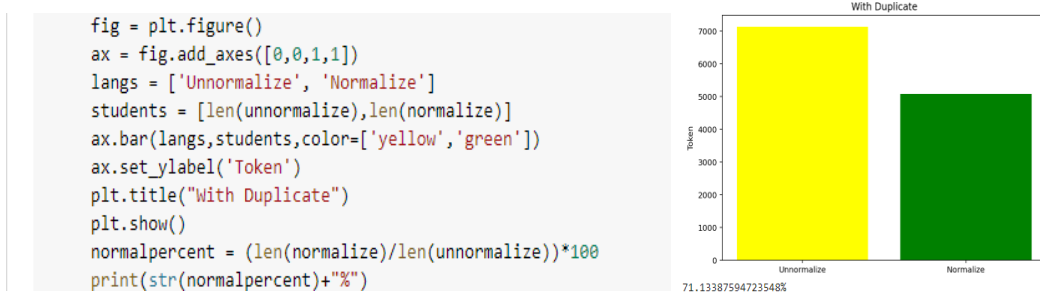 fig = plt.figure()
ax = fig.add_axes([0,0,1,1])
langs = ['Unnormalize', 'Normalize']
students = [len(unnormalize),len(normalize)]
ax.bar(langs,students,color=['yellow','green'])
ax.set_ylabel('Token')
plt.title("With Duplicate")
plt.show()
normalpercent = (len(normalize)/len(unnormalize))*100
print(str(normalpercent)+"%")
With Duplicate
7000
6000
5000
4000
3000
2000
1000
0
Token
Unnormalize
Normalize
71.13387594723548%